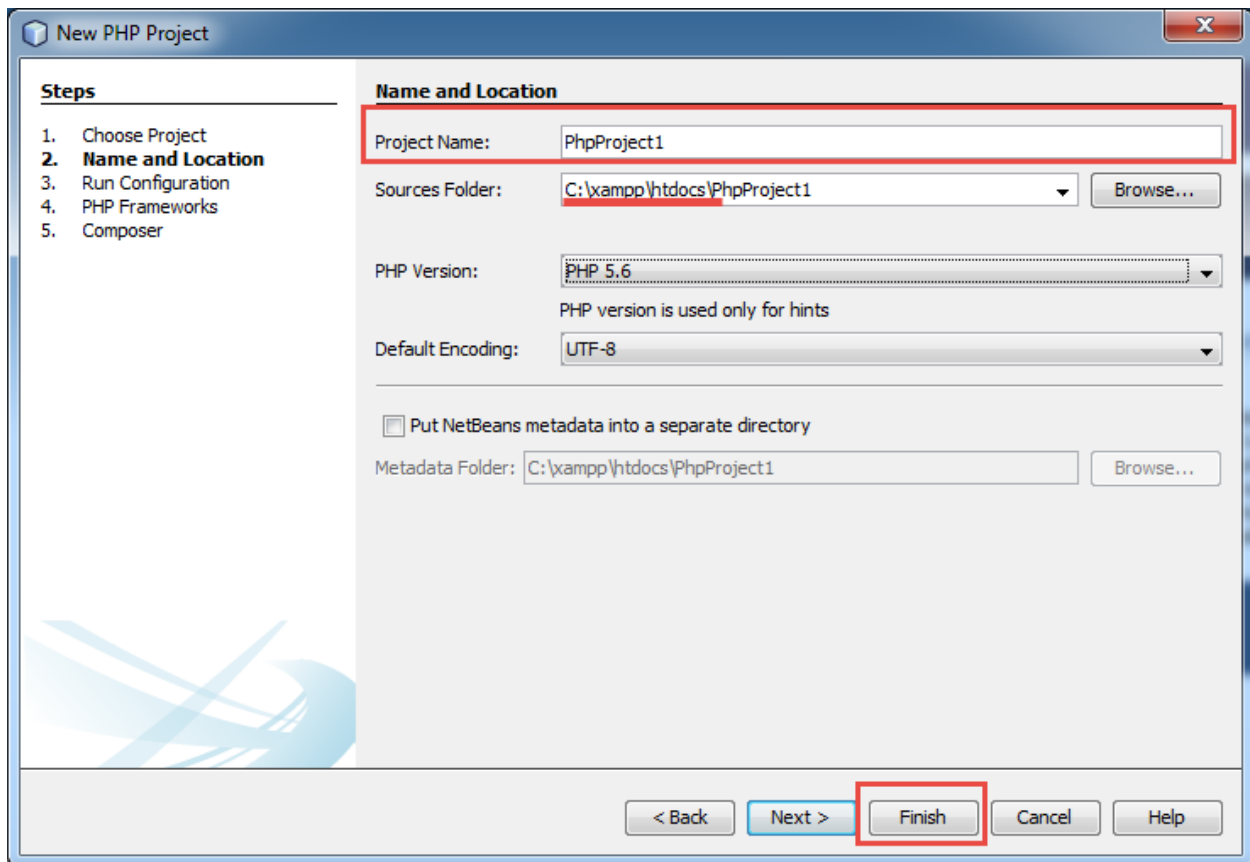 New PHP Project
Steps
1. Choose Project
2. Name and Location
3. Run Configuration
4. PHP Frameworks
5. Composer
Name and Location
Project Name: PhpProject1
Sources Folder: C:\xampp\htdocs\PhpProject1 Browse...
PHP Version: PHP 5.6
PHP version is used only for hints
Default Encoding: UTF-8
Put NetBeans metadata into a separate directory
Metadata Folder: C:\xampp\htdocs\PhpProject1 Browse...
< Back Next > Finish Cancel Help